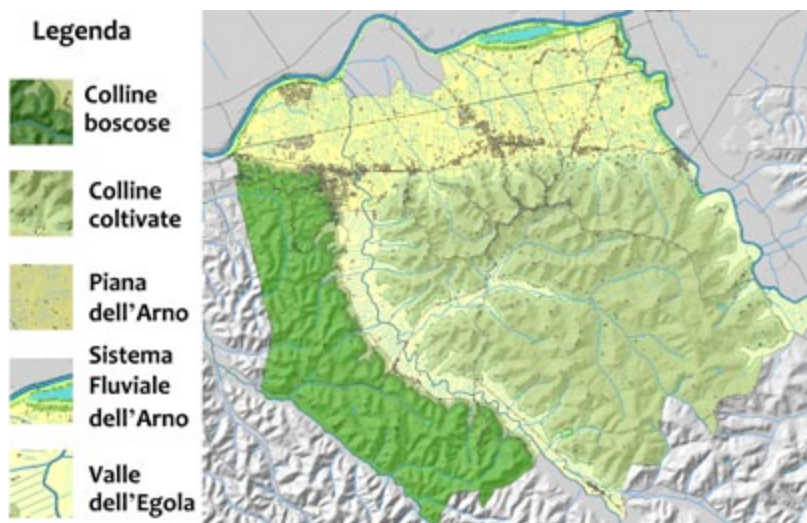 Legenda
Colline
boscose
Colline
coltivate
Piana
dell'Arno
Sistema
Fluviale
dell'Arno
Valle
dell'Egola